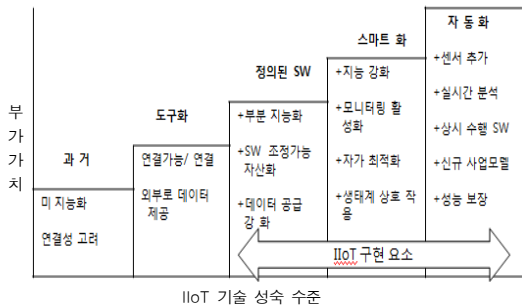 부가가치
과 거
미 지능화
연결성 고려
도구화
연결가능/ 연결
외부로 데이터
제공
정의된 SW
+부분 지능화
+SW 조정가능
자산화
+데이터 공급
강 화
스마트 화
+지능 강화
+모니터링 활
성화
+자가 최적화
+생태계 상호 작
용
자 동 화
+센서 추가
+실시간 분석
+상시 수행 SW
+신규 사업모델
+성능 보장
IIoT 구현 요소
IIoT 기술 성숙 수준